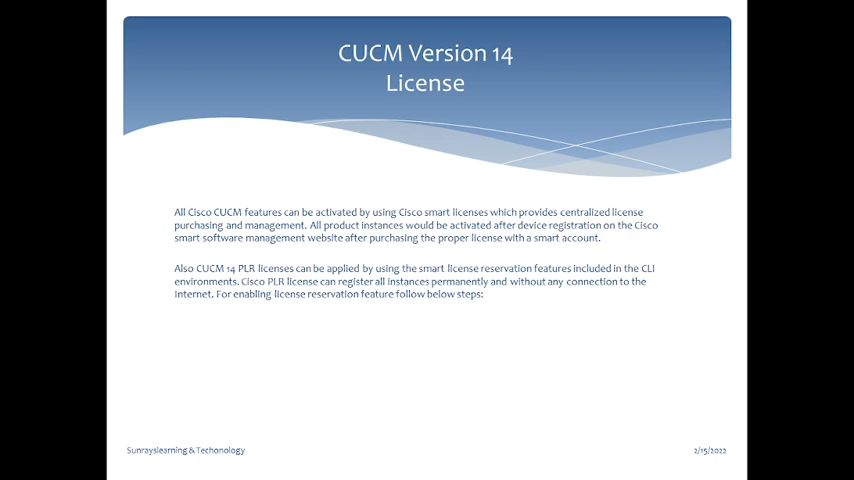 CUCM Version 14
License
All Cisco CUCM features can be activated by using Cisco smart licenses which provides centralized license
purchasing and management. All product instances would be activated after device registration on the Cisco
smart software management website after purchasing the proper license with a smart account.
Also CUCM 14 PLR licenses can be applied by using the smart license reservation features included in the CLI
environments. Cisco PLR license can register all instances permanently and without any connection to the
Internet. For enabling license reservation feature follow below steps:
Sunrayslearning & Techonology
2/15/2022